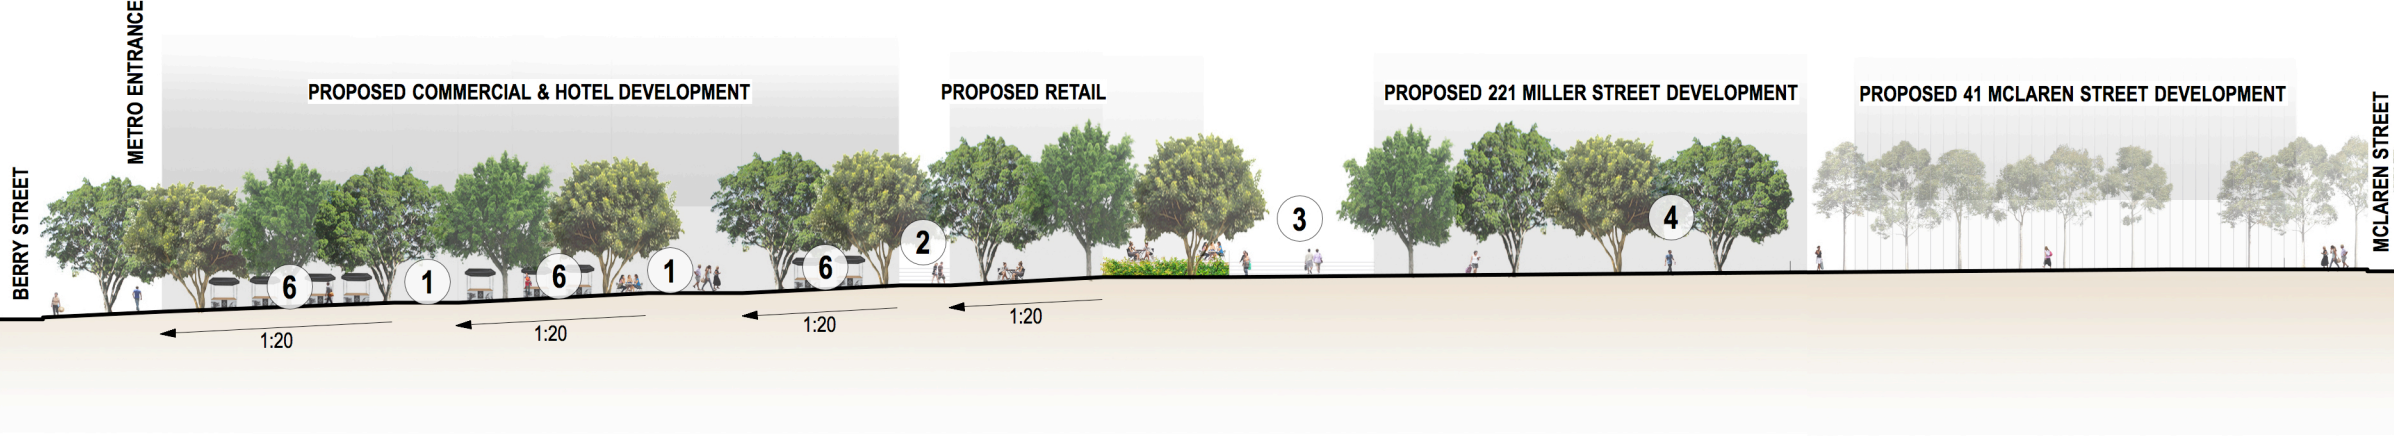 BERRY STREET
METRO ENTRANCE
PROPOSED COMMERCIAL & HOTEL DEVELOPMENT
PROPOSED RETAIL
PROPOSED 221 MILLER STREET DEVELOPMENT
PROPOSED 41 MCLAREN STREET DEVELOPMENT
MCLAREN STREET
6
1
6
1
6
2
3
4
1:20
1:20
1:20
1:20